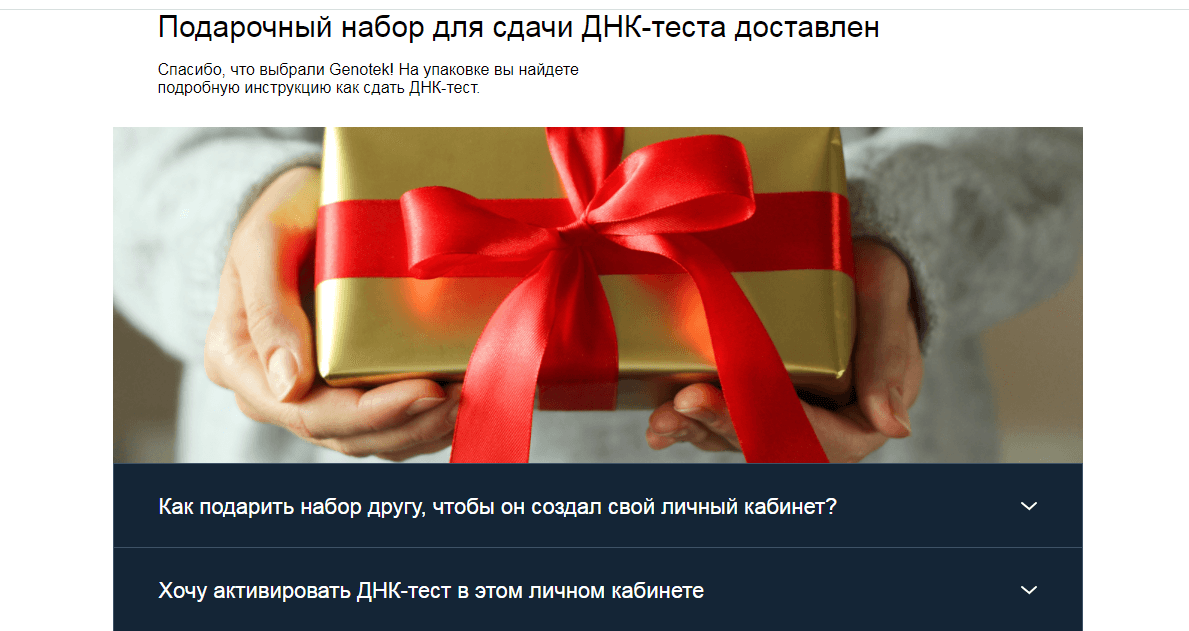 Подарочный набор для сдачи ДНК-теста доставлен
Спасибо, что выбрали Genotek! На упаковке вы найдете
подробную инструкцию как сдать ДНК-тест.
Как подарить набор другу, чтобы он создал свой личный кабинет?
Хочу активировать ДНК-тест в этом личном кабинете